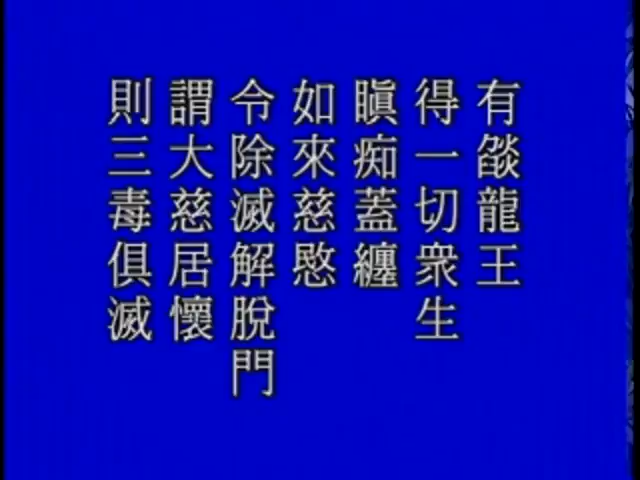 有燄龍王
得一切衆生
瞋痴蓋纏
如來慈愍
令除滅解脫門
謂大慈居懷
則三毒俱滅